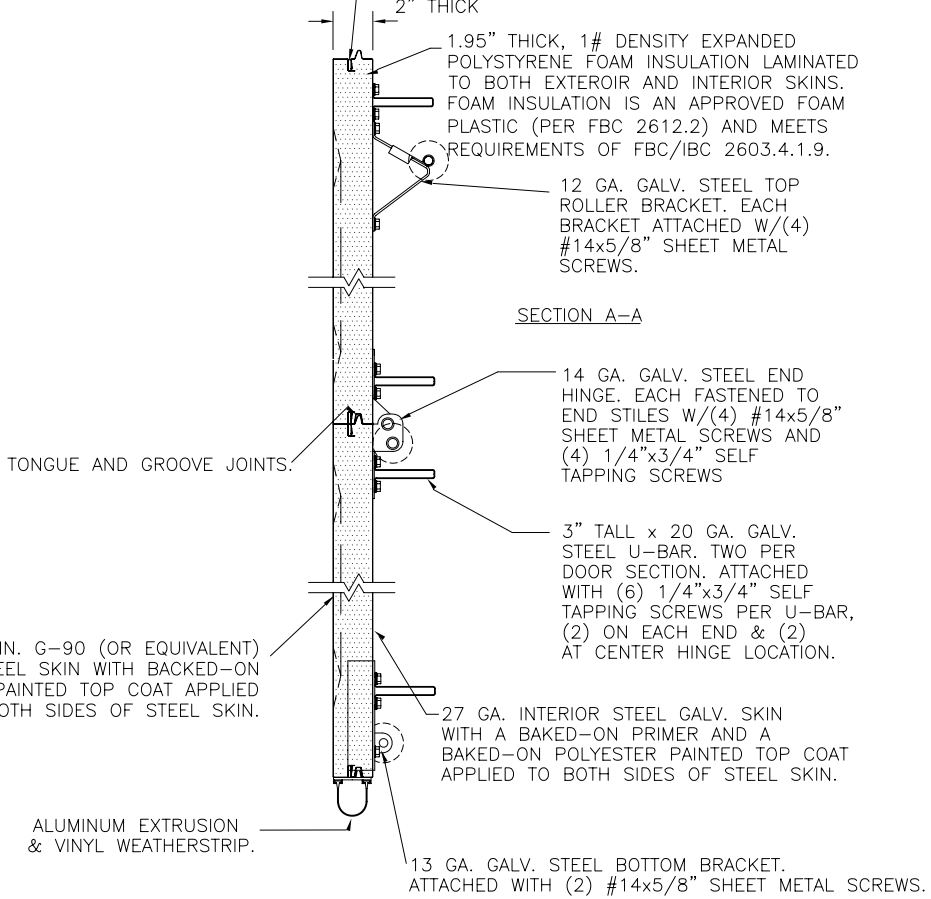 2" THICK
1.95" THICK, 1# DENSITY EXPANDED
POLYSTYRENE FOAM INSULATION LAMINATED
TO BOTH EXTEROIR AND INTERIOR SKINS.
FOAM INSULATION IS AN APPROVED FOAM
PLASTIC (PER FBC 2612.2) AND MEETS
REQUIREMENTS OF FBC/IBC 2603.4.1.9.
12 GA. GALV. STEEL TOP
ROLLER BRACKET. EACH
BRACKET ATTACHED W/(4)
#14x5/8" SHEET METAL
SCREWS.
SECTION A-A
14 GA. GALV. STEEL END
HINGE. EACH FASTENED TO
END STILES W/(4) #14x5/8"
SHEET METAL SCREWS AND
(4) 1/4"x3/4" SELF
TAPPING SCREWS
TONGUE AND GROOVE JOINTS.
3" TALL x 20 GA. GALV.
STEEL U-BAR. TWO PER
DOOR SECTION. ATTACHED
WITH (6) 1/4"x3/4" SELF
TAPPING SCREWS PER U-BAR,
(2) ON EACH END & (2)
AT CENTER HINGE LOCATION.
IN. G-90 (OR EQUIVALENT)
EEL SKIN WITH BACKED-ON
PAINTED TOP COAT APPLIED
OTH SIDES OF STEEL SKIN.
27 GA. INTERIOR STEEL GALV. SKIN
WITH A BAKED-ON PRIMER AND A
BAKED-ON POLYESTER PAINTED TOP COAT
APPLIED TO BOTH SIDES OF STEEL SKIN.
ALUMINUM EXTRUSION
& VINYL WEATHERSTRIP.
13 GA. GALV. STEEL BOTTOM BRACKET.
ATTACHED WITH (2) #14x5/8" SHEET METAL SCREWS.